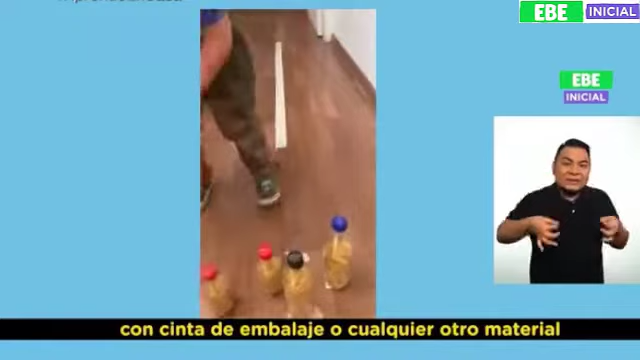 EBE INICIAL
EBE
INICIAL
con cinta de embalaje o cualquier otro material